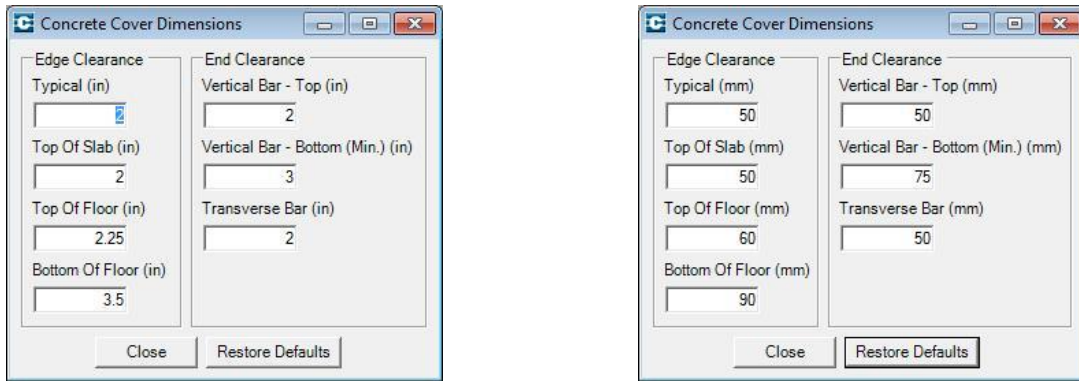 Concrete Cover Dimensions
Edge Clearance
Typical (in)
2
Top Of Slab (in)
2
Top Of Floor (in)
2.25
Bottom Of Floor (in)
3.5
End Clearance
Vertical Bar - Top (in)
2
Vertical Bar - Bottom (Min.) (in)
3
Transverse Bar (in)
2
Close
Restore Defaults
Concrete Cover Dimensions
Edge Clearance
Typical (mm)
50
Top Of Slab (mm)
50
Top Of Floor (mm)
60
Bottom Of Floor (mm)
90
End Clearance
Vertical Bar - Top (mm)
50
Vertical Bar - Bottom (Min.) (mm)
75
Transverse Bar (mm)
50
Close
Restore Defaults